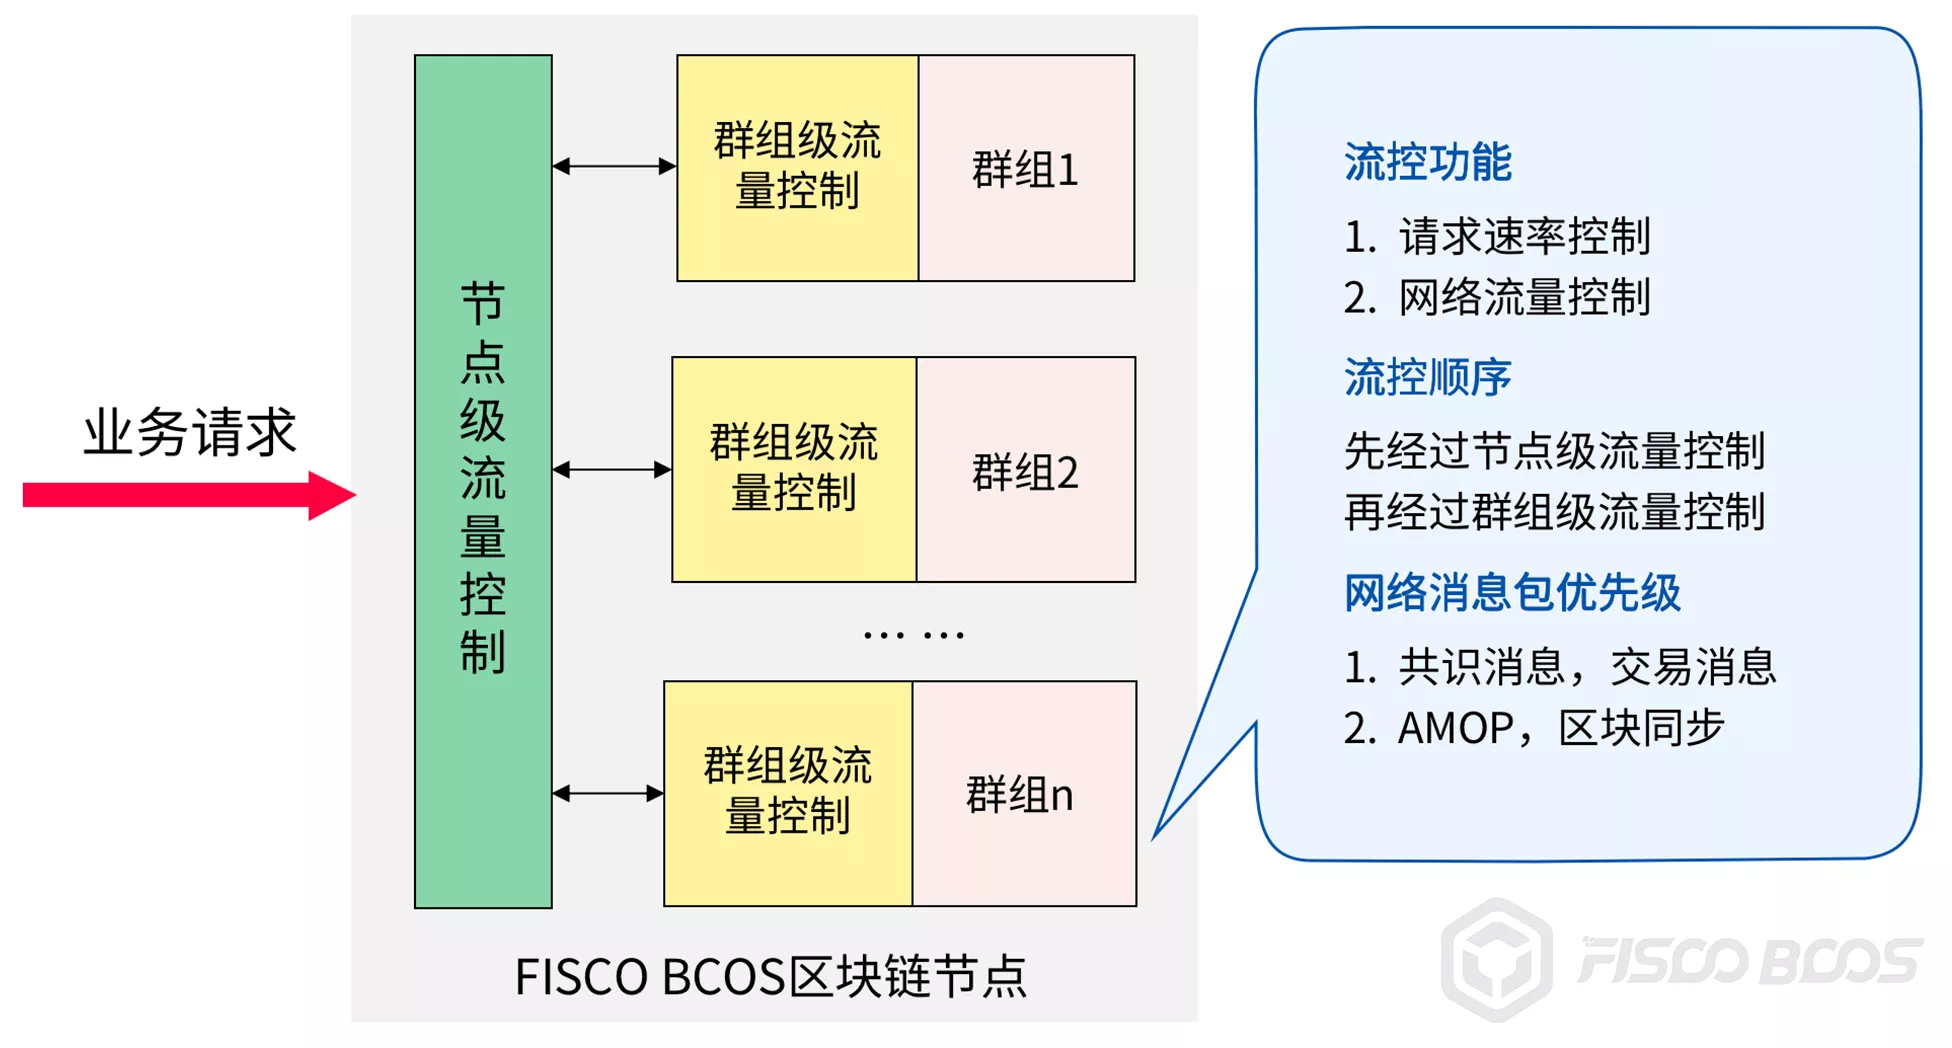 业务请求
节点级流量控制
群组级流
量控制
群组1
群组级流
量控制
群组2
... ...
群组级流
量控制
群组n
FISCO BCOS区块链节点
流控功能
1. 请求速率控制
2. 网络流量控制
流控顺序
先经过节点级流量控制
再经过群组级流量控制
网络消息包优先级
1. 共识消息，交易消息
2. AMOP，区块同步
FISCO BCOS